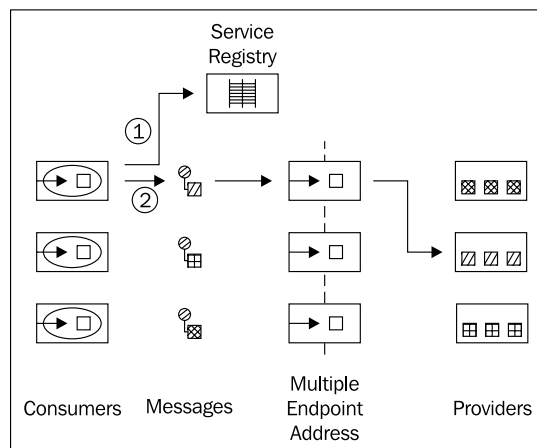 Service
Registry
1
2
Consumers
Messages
Multiple
Endpoint
Address
Providers